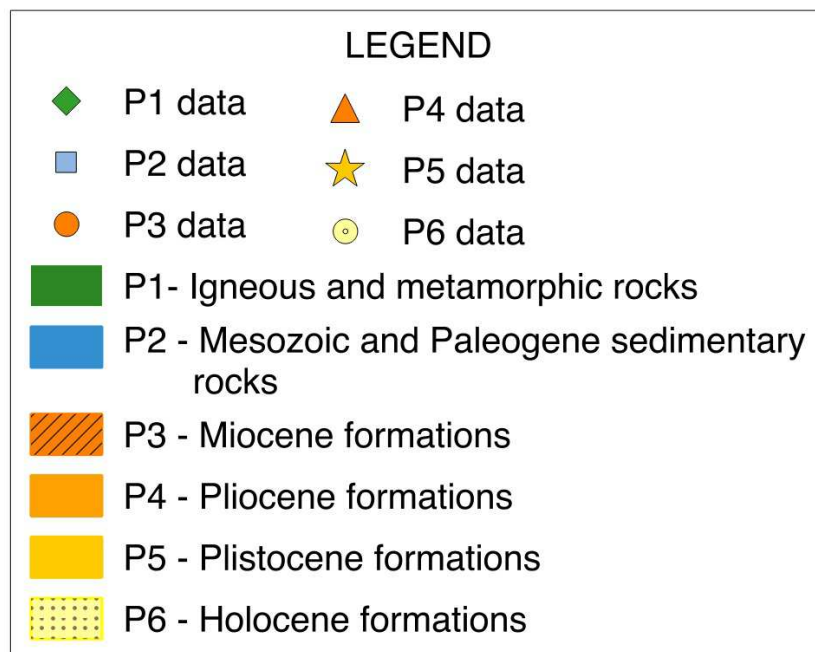 LEGEND
P1 data
P4 data
P2 data
P5 data
P3 data
P6 data
P1- Igneous and metamorphic rocks
P2 - Mesozoic and Paleogene sedimentary
rocks
P3 - Miocene formations
P4 - Pliocene formations
P5 - Plistocene formations
P6 - Holocene formations